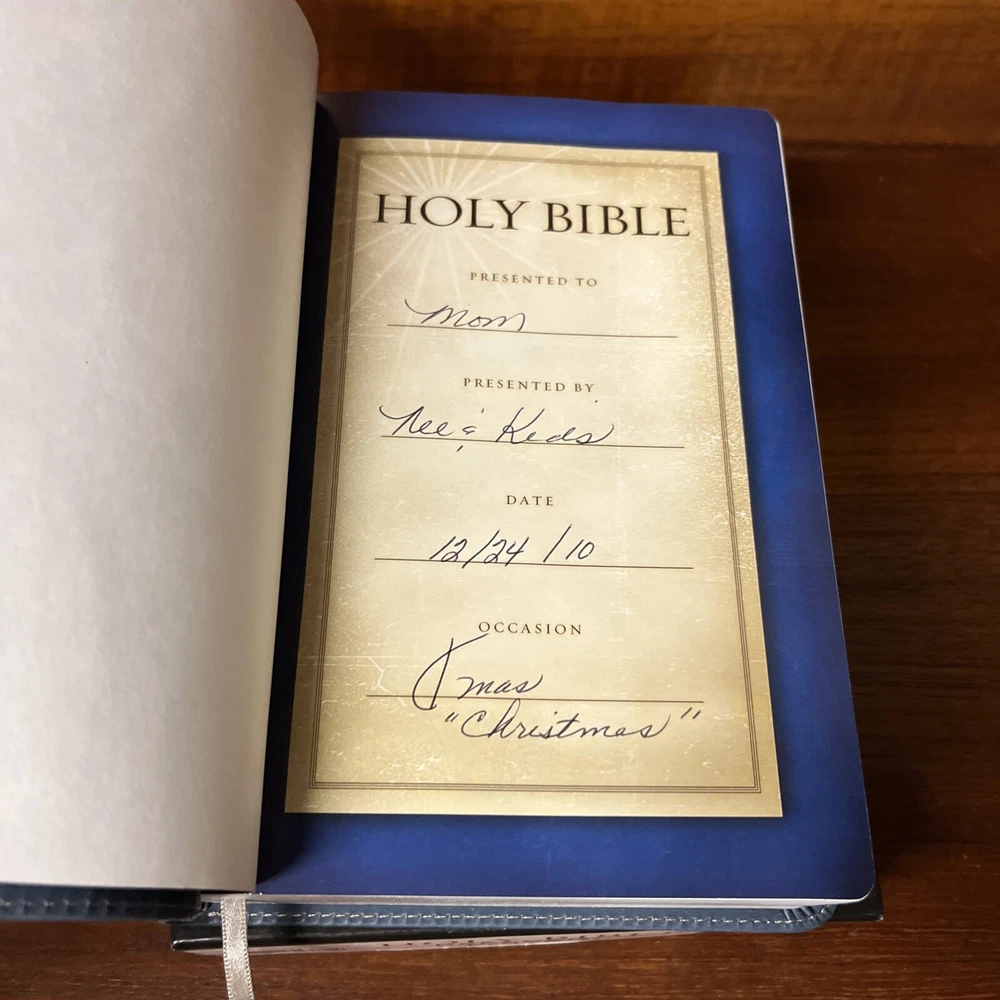 HOLY BIBLE
PRESENTED TO
Mom
PRESENTED BY
Nee & Kids
DATE
12/24/10
OCCASION
Xmas
"Christmas"